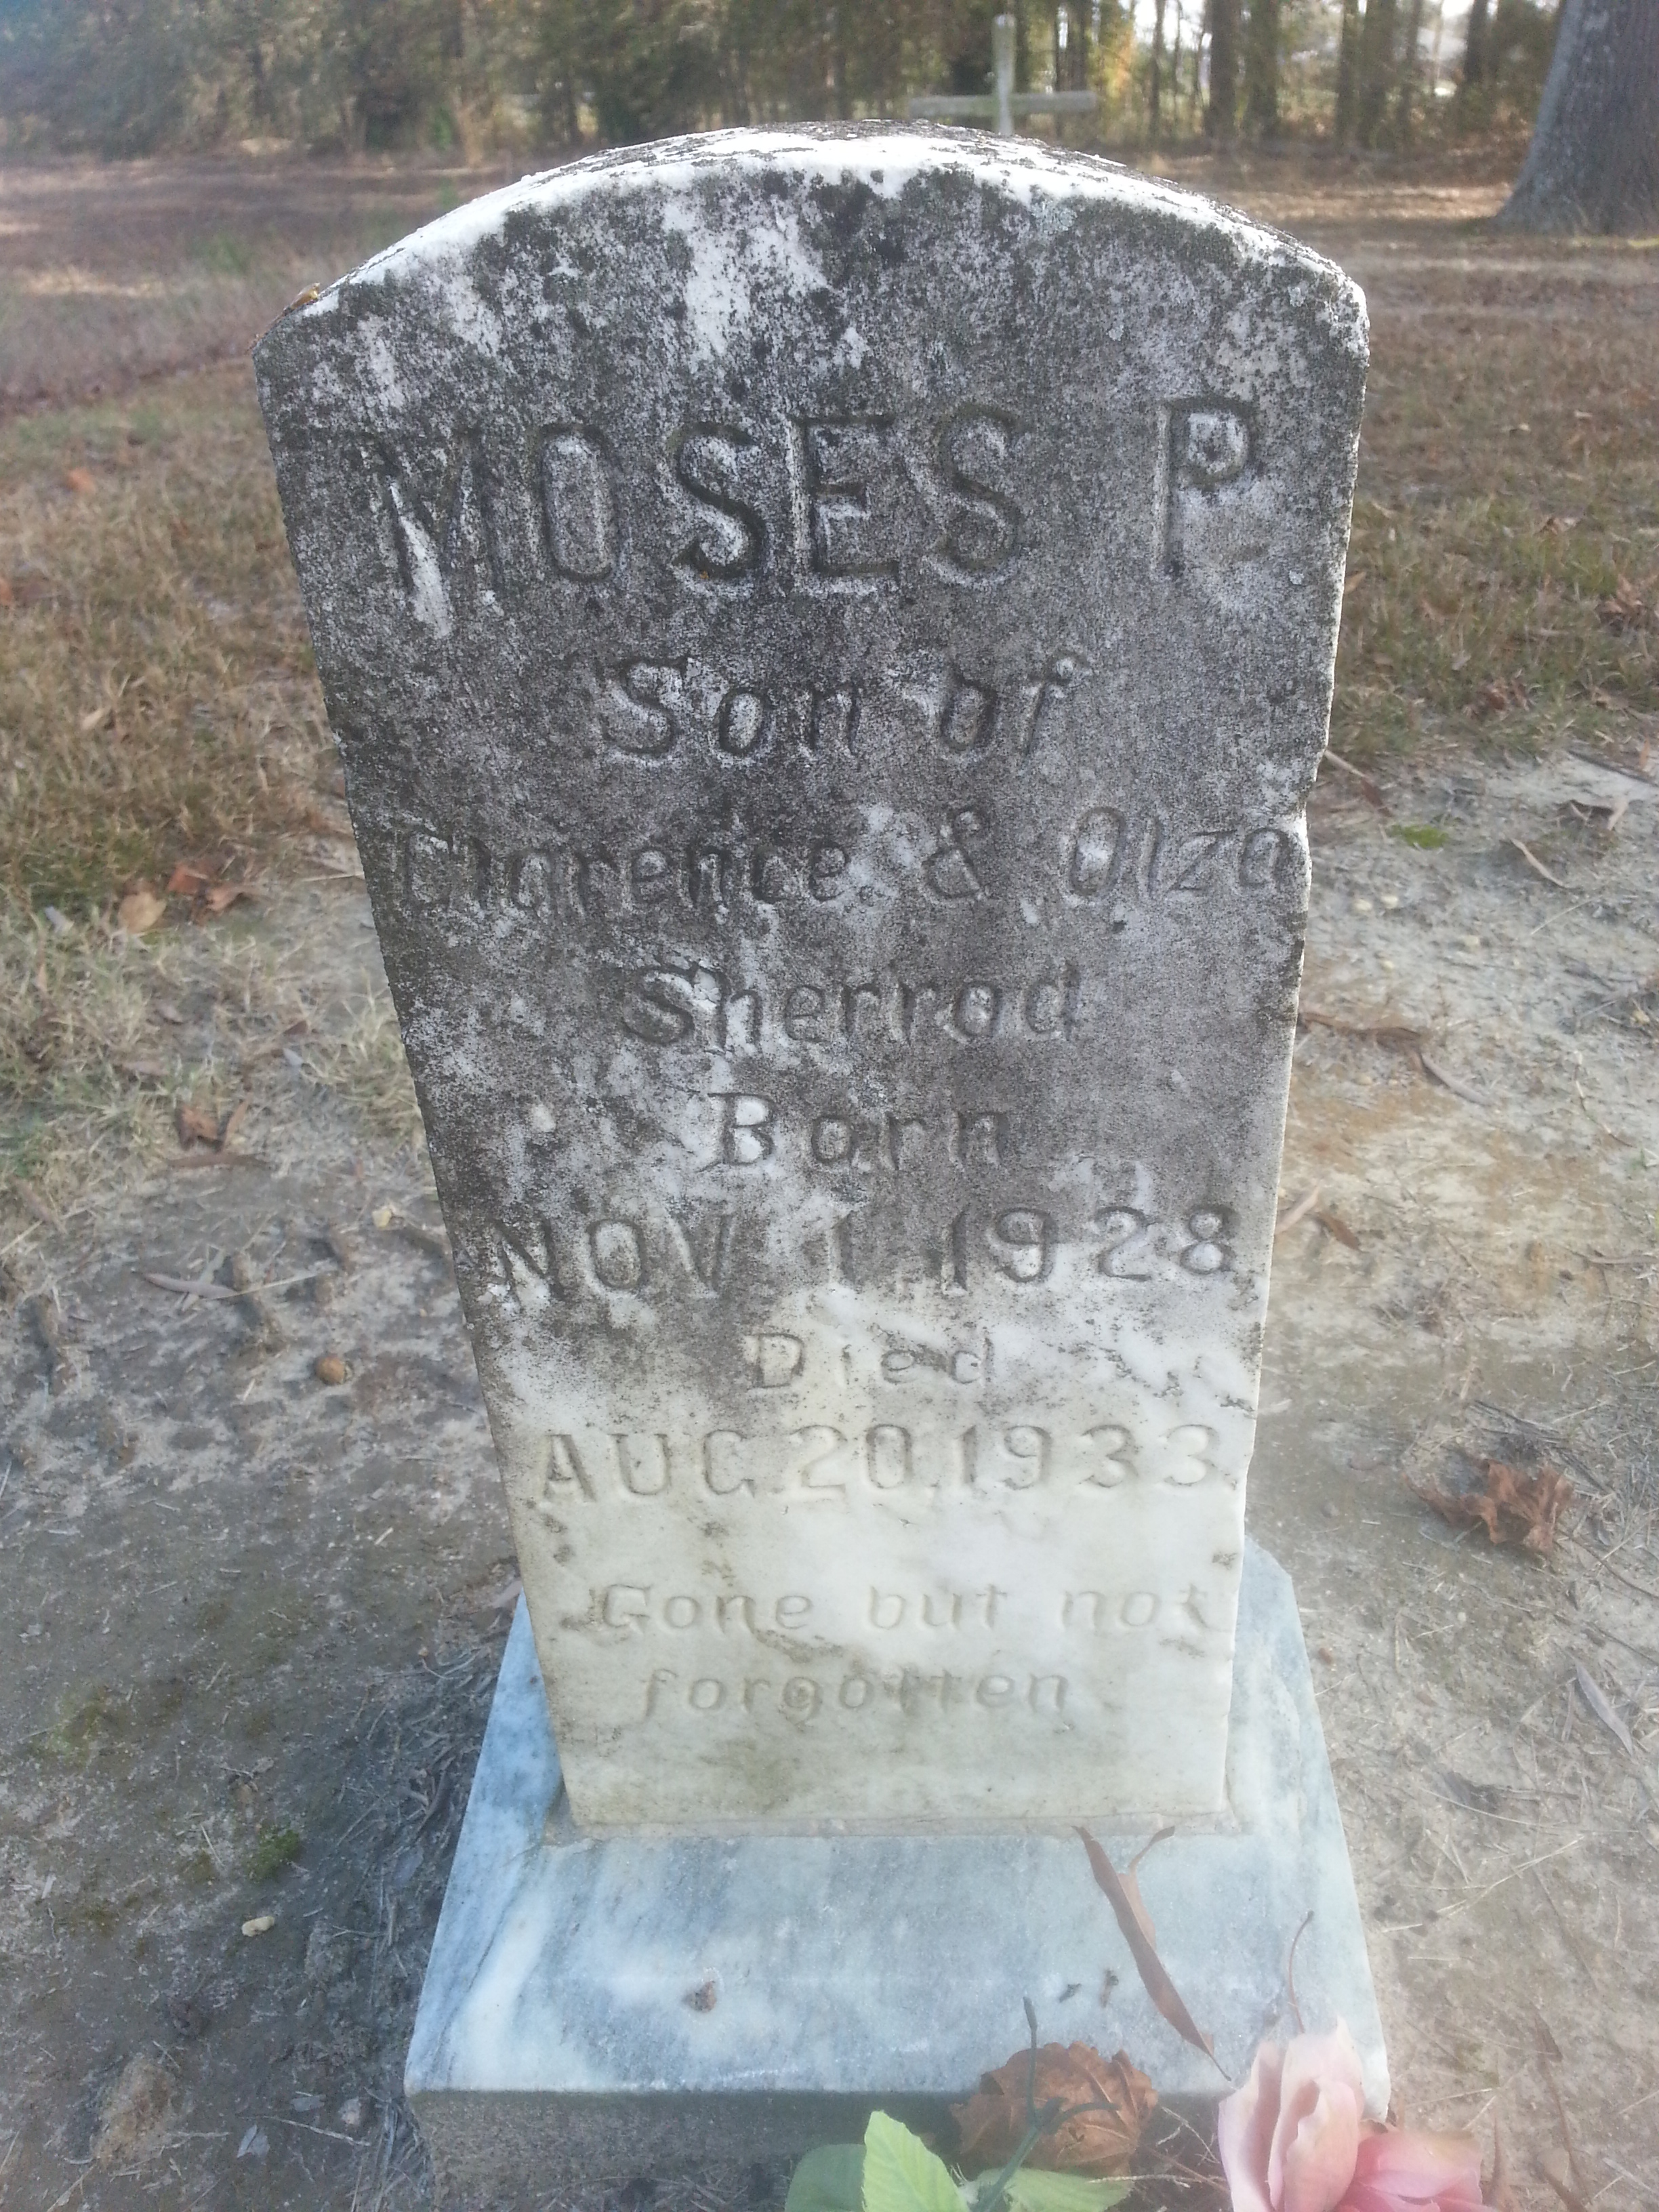 MOSES P
Son of
Clarence & Olza
Sherrod
Born
NOV. 1, 1928
Died
AUG. 20, 1933.
Gone but not
forgotten.